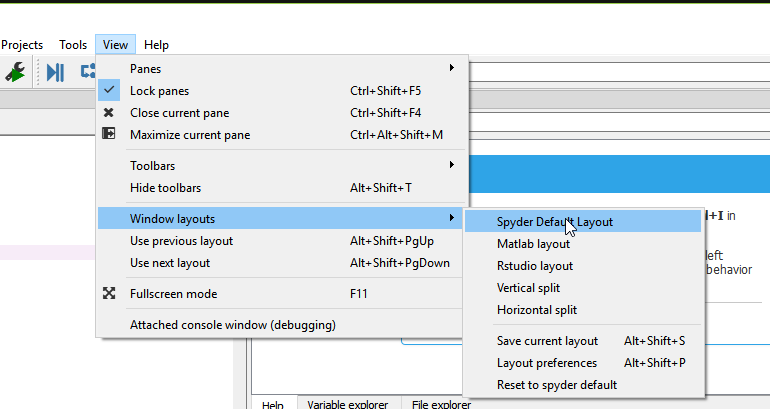 Projects Tools View Help
Panes
Lock panes Ctrl+Shift+F5
Close current pane Ctrl+Shift+F4
Maximize current pane Ctrl+Alt+Shift+M
Toolbars
Hide toolbars Alt+Shift+T
Window layouts
Use previous layout Alt+Shift+PgUp
Use next layout Alt+Shift+PgDown
Fullscreen mode F11
Attached console window (debugging)
Spyder Default Layout
Matlab layout
Rstudio layout
Vertical split
Horizontal split
Save current layout Alt+Shift+S
Layout preferences Alt+Shift+P
Reset to spyder default
+I in
left
behavior
Help Variable explorer File explorer